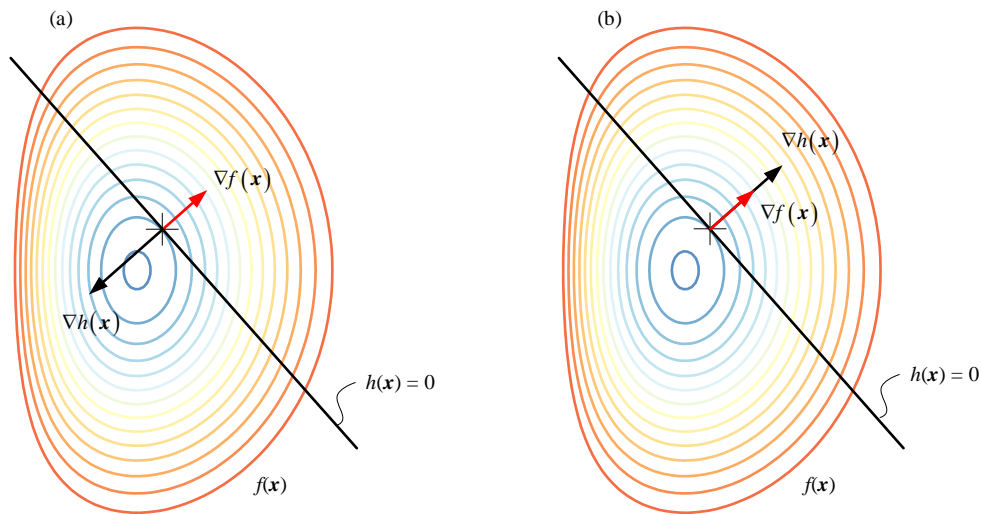 (a)
∇f(x)
∇h(x)
h(x) = 0
f(x)
(b)
∇h(x)
∇f(x)
h(x) = 0
f(x)